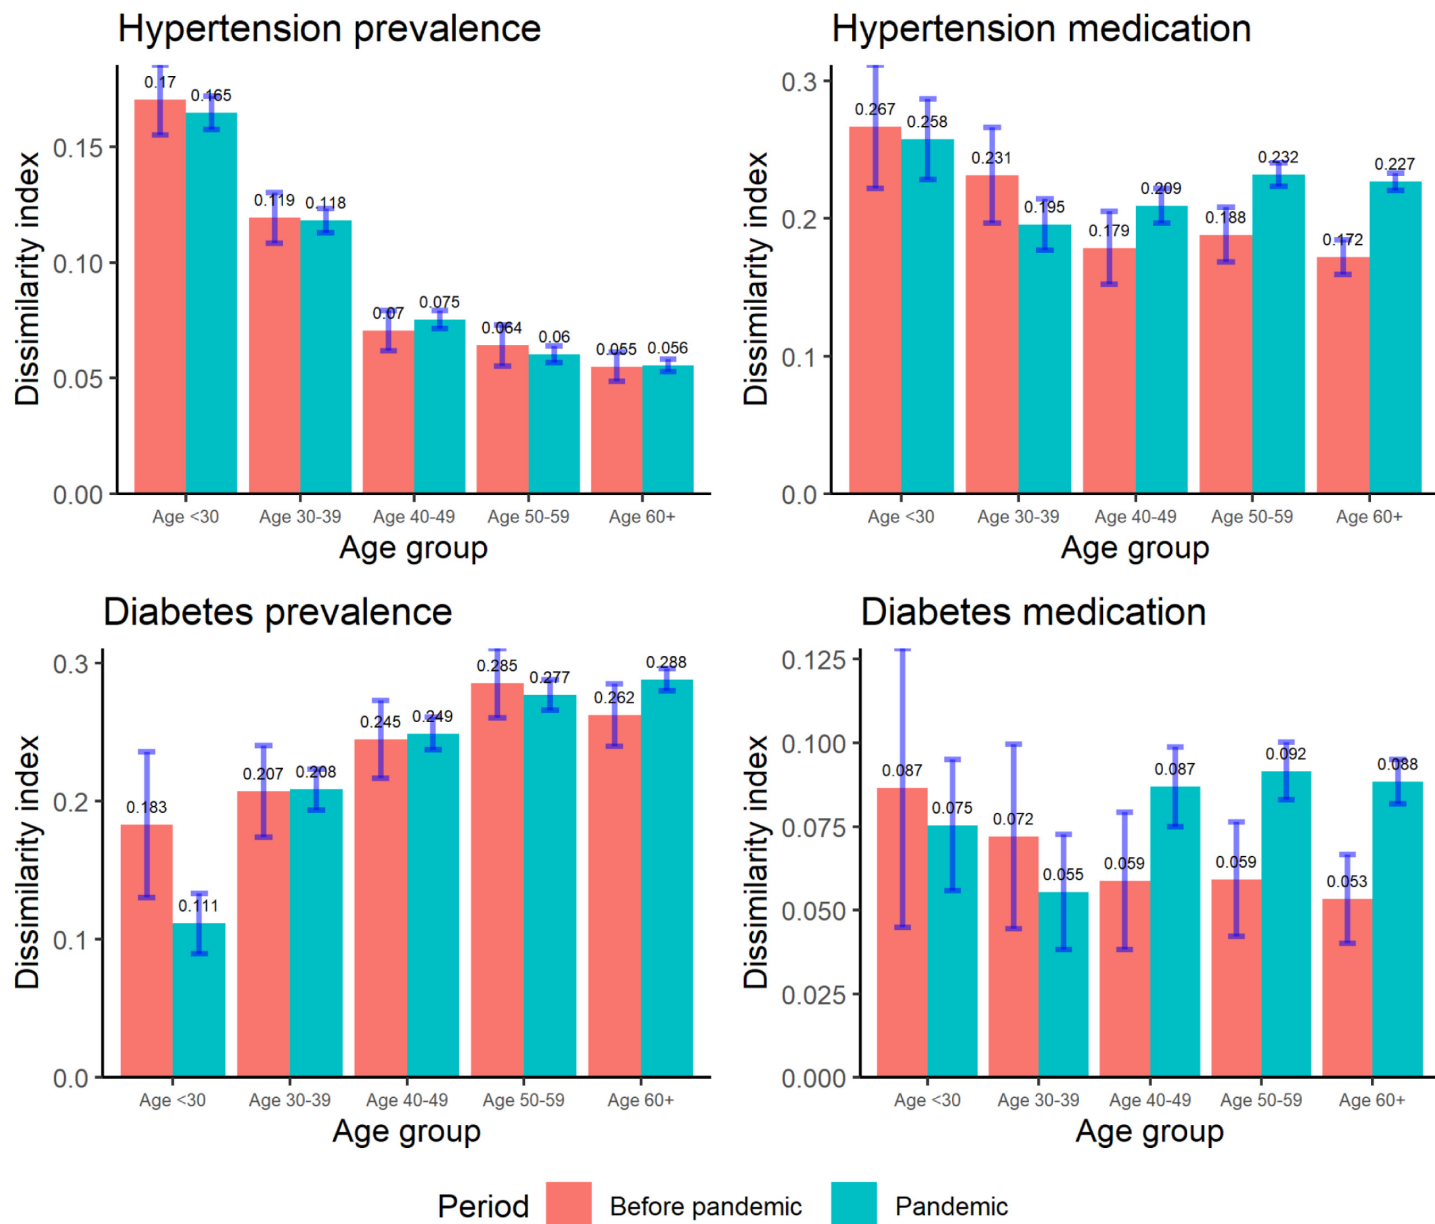 Hypertension prevalence
Dissimilarity index
0.15
0.10
0.05
0.00
0.17
0.165
0.119
0.118
0.07
0.075
0.064
0.06
0.055
0.056
Age <30
Age 30-39
Age 40-49
Age 50-59
Age 60+
Age group
Hypertension medication
Dissimilarity index
0.3
0.2
0.1
0.0
0.267
0.258
0.231
0.195
0.179
0.209
0.188
0.232
0.172
0.227
Age <30
Age 30-39
Age 40-49
Age 50-59
Age 60+
Age group
Diabetes prevalence
Dissimilarity index
0.3
0.2
0.1
0.0
0.183
0.111
0.207
0.208
0.245
0.249
0.285
0.277
0.262
0.288
Age <30
Age 30-39
Age 40-49
Age 50-59
Age 60+
Age group
Diabetes medication
Dissimilarity index
0.125
0.100
0.075
0.050
0.025
0.000
0.087
0.075
0.072
0.055
0.059
0.087
0.059
0.092
0.053
0.088
Age <30
Age 30-39
Age 40-49
Age 50-59
Age 60+
Age group
Period
Before pandemic
Pandemic